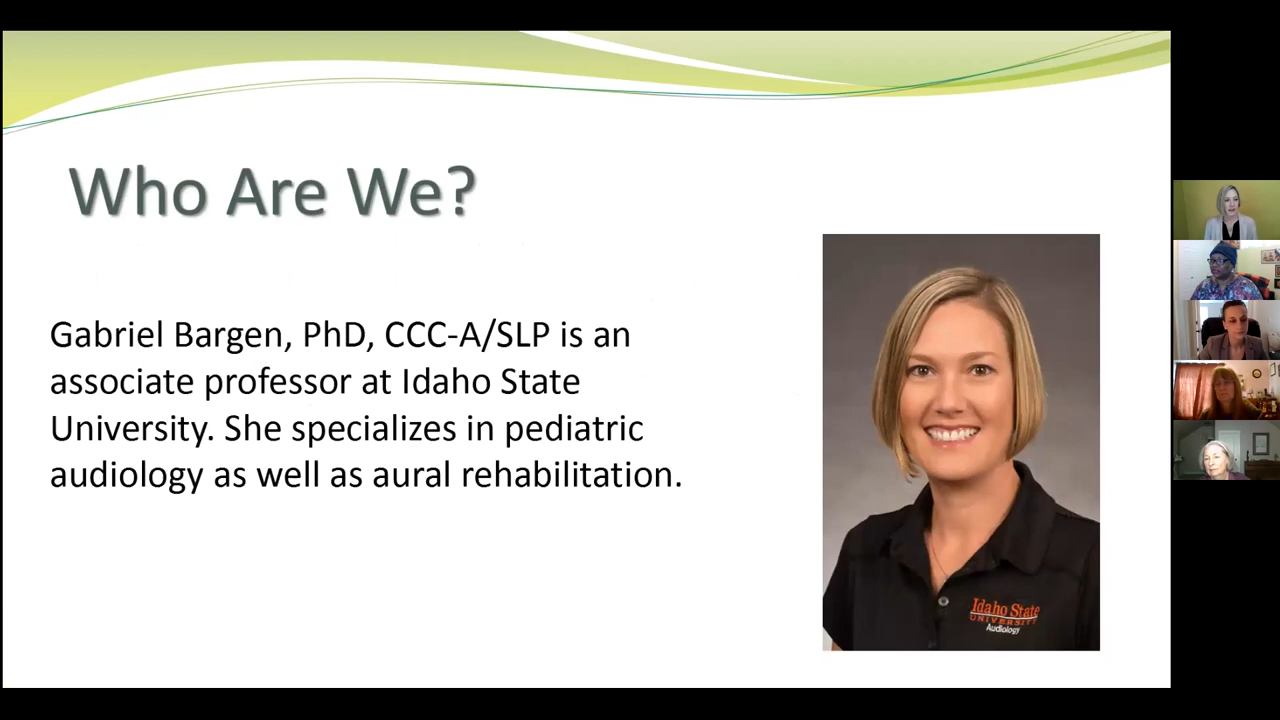 Who Are We?
Gabriel Bargen, PhD, CCC-A/SLP is an
associate professor at Idaho State
University. She specializes in pediatric
audiology as well as aural rehabilitation.
Idaho State
UNIVERSITY
Audiology